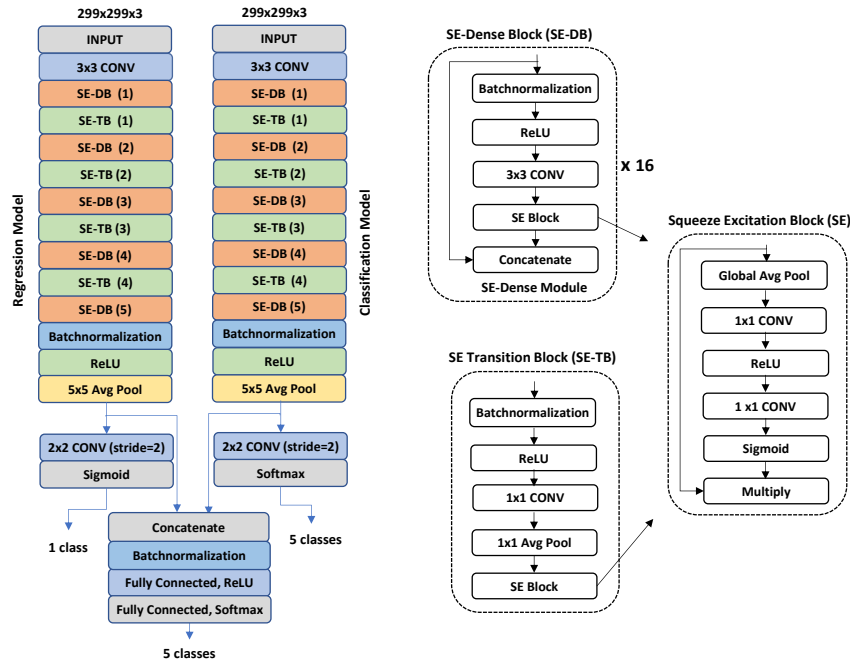 299x299x3
INPUT
3x3 CONV
SE-DB (1)
SE-TB (1)
SE-DB (2)
SE-TB (2)
SE-DB (3)
SE-TB (3)
SE-DB (4)
SE-TB (4)
SE-DB (5)
Batchnormalization
ReLU
5x5 Avg Pool
2x2 CONV (stride=2)
Sigmoid
1 class
Regression Model
299x299x3
INPUT
3x3 CONV
SE-DB (1)
SE-TB (1)
SE-DB (2)
SE-TB (2)
SE-DB (3)
SE-TB (3)
SE-DB (4)
SE-TB (4)
SE-DB (5)
Batchnormalization
ReLU
5x5 Avg Pool
2x2 CONV (stride=2)
Softmax
5 classes
Classification Model
Concatenate
Batchnormalization
Fully Connected, ReLU
Fully Connected, Softmax
5 classes
SE-Dense Block (SE-DB)
Batchnormalization
ReLU
3x3 CONV
SE Block
Concatenate
SE-Dense Module
x 16
SE Transition Block (SE-TB)
Batchnormalization
ReLU
1x1 CONV
1x1 Avg Pool
SE Block
Squeeze Excitation Block (SE)
Global Avg Pool
1x1 CONV
ReLU
1 x1 CONV
Sigmoid
Multiply